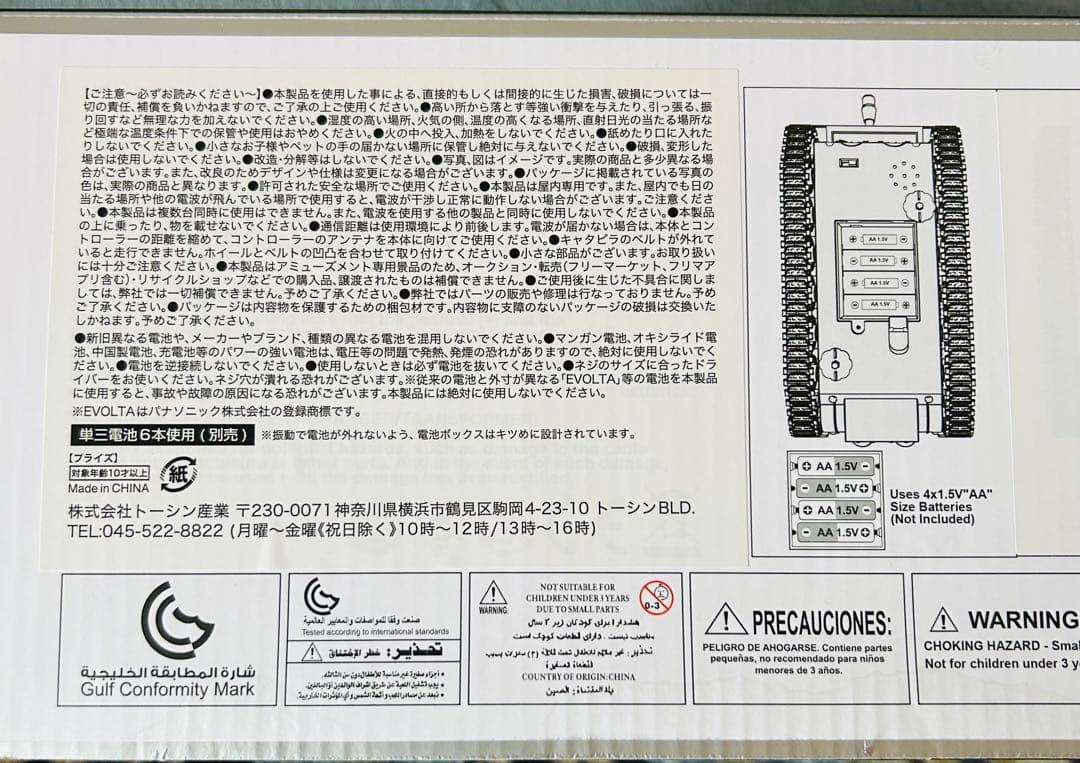 【ご注意～必ずお読みください～】●本製品を使用した事による、直接的もしくは間接的に生じた損害、破損については一
切の責任、補償を負いかねますので、ご了承の上ご使用ください。●高い所から落とす等強い衝撃を与えたり、引っ張る、振
り回すなど無理な力を加えないでください。●湿度の高い場所、火気の側、温度の高くなる場所、直射日光の当たる場所な
ど極端な温度条件下での保管や使用はおやめください。●火の中へ投入、加熱をしないでください。●舐めたり口に入れた
りしないでください。●小さなお子様やペットの手の届かない場所に保管し絶対に与えないでください。●破損、変形した
場合は使用しないでください。●改造・分解等はしないでください。●写真、図はイメージです。実際の商品と多少異なる場
合がございます。また、改良のためデザインや仕様は変更になる場合がございます。●パッケージに掲載されている写真の
色は、実際の商品と異なります。●許可された安全な場所でご使用ください。●本製品は屋内専用です。また、屋内でも日の
当たる場所や他の電波が飛んでいる場所で使用すると、電波が干渉し正常に動作しない場合がございます。ご注意くださ
い。●本製品は複数台同時に使用はできません。また、電波を使用する他の製品と同時に使用しないでください。●本製品
の上に乗ったり、物を載せないでください。●通信距離は使用環境により前後します。電波が届かない場合は、本体とコン
トローラーの距離を縮めて、コントローラーのアンテナを本体に向けてご使用ください。●キャタピラのベルトが外れて
いると走行できません。ホイールとベルトの凹凸を合わせて取り付けてください。●小さな部品がございます。お取り扱い
には十分ご注意ください。●本製品はアミューズメント専用景品のため、オークション・転売(フリーマーケット、フリマア
プリ含む)・リサイクルショップなどでの購入品、譲渡されたものは補償できません。●ご使用後に生じた不具合に関しま
しては、弊社では一切補償できません。予めご了承ください。●弊社ではパーツの販売や修理は行なっておりません。予め
ご了承ください。●パッケージは内容物を保護するための梱包材です。内容物に支障のないパッケージの破損は交換いた
しかねます。予めご了承ください。
●新旧異なる電池や、メーカーやブランド、種類の異なる電池を混用しないでください。●マンガン電池、オキシライド電
池、中国製電池、充電池等のパワーの強い電池は、電圧等の問題で発熱、発煙の恐れがありますので、絶対に使用しないでく
ださい。●電池を逆接続しないでください。●使用しないときは必ず電池を抜いてください。●ネジのサイズに合ったドラ
イバーをお使いください。ネジ穴が潰れる恐れがございます。※従来の電池と外寸が異なる「EVOLTA」等の電池を本製品
に使用すると、事故や故障の原因になる恐れがございます。本製品には絶対に使用しないでください。
※EVOLTAはパナソニック株式会社の登録商標です。
単三電池6本使用(別売) ※振動で電池が外れないよう、電池ボックスはキツめに設計されています。
【プライズ】
対象年齢10才以上
紙
Made in CHINA
株式会社トーシン産業 〒230-0071神奈川県横浜市鶴見区駒岡4-23-10 トーシンBLD.
TEL:045-522-8822 (月曜～金曜《祝日除く》10時～12時/13時～16時)
AA 1.5V
AA 1.5V
AA 1.5V
AA 1.5V
+ AA 1.5V -
- AA 1.5V +
+ AA 1.5V -
- AA 1.5V +
Uses 4x1.5V"AA"
Size Batteries
(Not Included)
شارة المطابقة الخليجية
Gulf Conformity Mark
صنعت وفقا للمواصفات والمعايير العالمية
Tested according to international standards
تحذير: خطر الإختناق
WARNING.
NOT SUITABLE FOR
CHILDREN UNDER 3 YEARS
DUE TO SMALL PARTS
0-3
هشدار! برای کودکان زیر ۳ سال
مناسب نیست. دارای قطعات کوچک است
COUNTRY OF ORIGIN:CHINA
بلد المنشاة: الصين
PRECAUCIONES:
PELIGRO DE AHOGARSE. Contiene partes
pequeñas, no recomendado para niños
menores de 3 años.
WARNING
CHOKING HAZARD - Smal
Not for children under 3 y